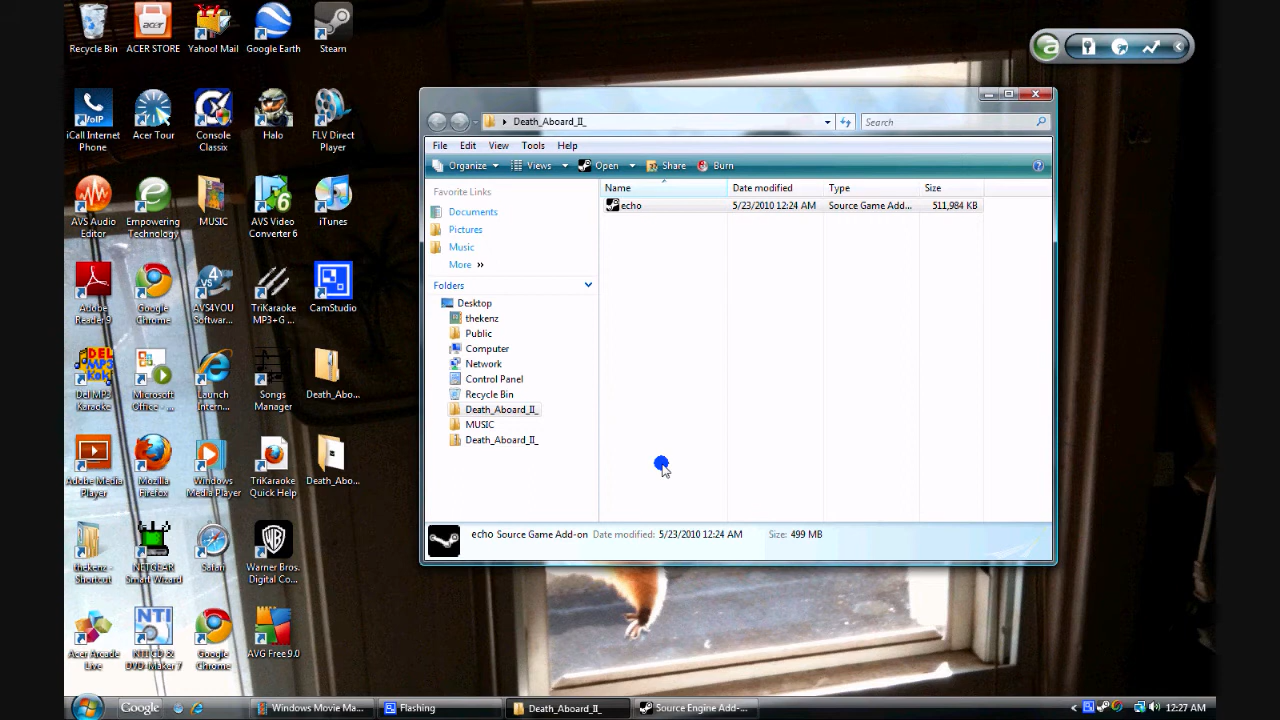 Recycle Bin
ACER STORE
Yahoo! Mail
Google Earth
Steam
iCall Internet
Phone
Acer Tour
Console
Classix
Halo
FLV Direct
Player
AVS Audio
Editor
Empowering
Technology
MUSIC
AVS Video
Converter 6
iTunes
Adobe
Reader 9
Google
Chrome
AVS4YOU
Softwar...
TriKaraoke
MP3+G ...
CamStudio
Del MP3
Karaoke
Microsoft
Office - ...
Launch
Intern...
Songs
Manager
Death_Abo...
Adobe Media
Player
Mozilla
Firefox
Windows
Media Player
TriKaraoke
Quick Help
Death_Abo...
thekenz -
Shortcut
NETGEAR
Smart Wizard
Safari
Warner Bros.
Digital Co...
Acer Arcade
Live
NTI CD &
DVD-Maker 7
Google
Chrome
AVG Free 9.0
Death_Aboard_II_
Search
File Edit View Tools Help
Organize Views Open Share Burn
Favorite Links
Documents
Pictures
Music
More »
Folders
Desktop
thekenz
Public
Computer
Network
Control Panel
Recycle Bin
Death_Aboard_II_
MUSIC
Death_Aboard_II_
Name Date modified Type Size
echo 5/23/2010 12:24 AM Source Game Add... 511,984 KB
echo Source Game Add-on Date modified: 5/23/2010 12:24 AM Size: 499 MB
Google Windows Movie Ma... Flashing Death_Aboard_II_ Source Engine Add-... 12:27 AM